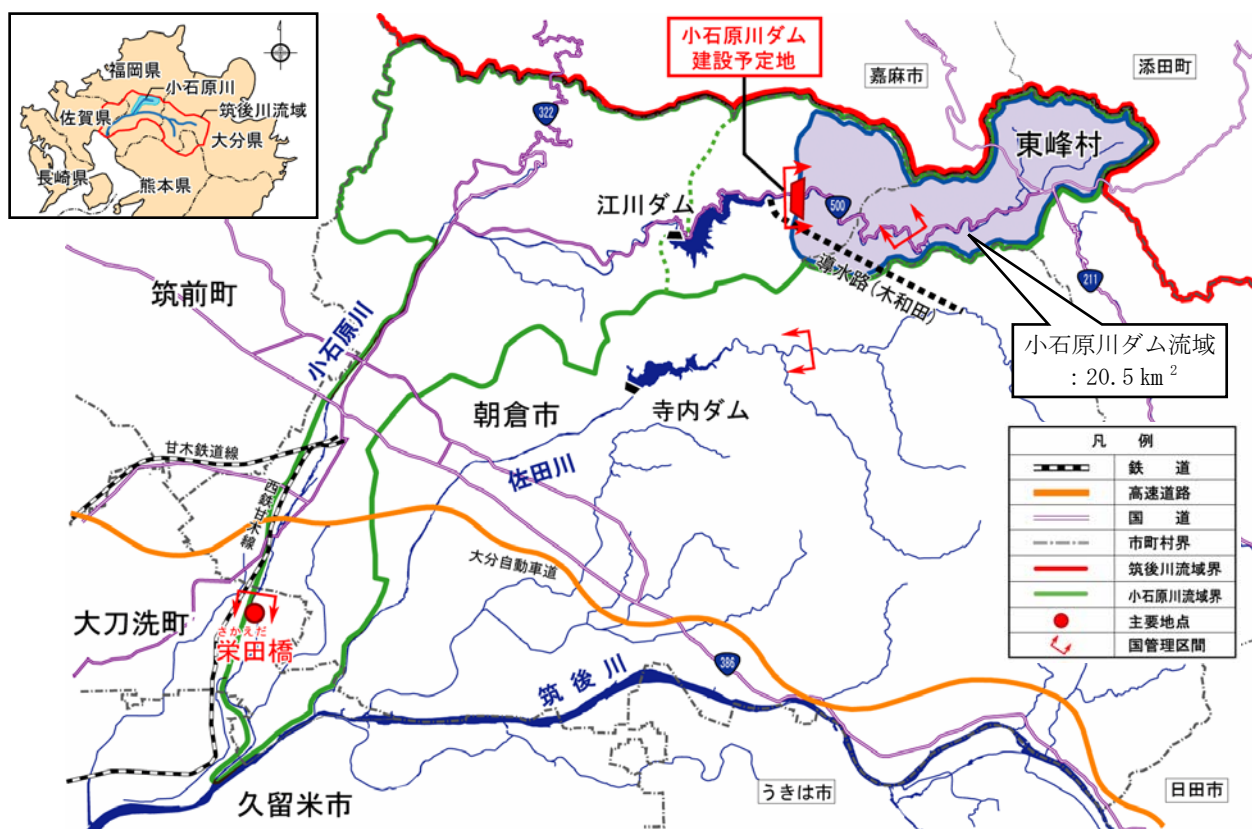 福岡県
小石原川
佐賀県
筑後川流域
大分県
長崎県
熊本県
小石原川ダム
建設予定地
嘉麻市
添田町
322
東峰村
江川ダム
500
導水路(木和田)
211
筑前町
小石原川
小石原川ダム流域
:20.5km²
朝倉市
寺内ダム
甘木鉄道線
佐田川
西鉄甘木線
大分自動車道
大刀洗町
さかえだ
栄田橋
筑後川
386
久留米市
うきは市
日田市
凡 例
鉄 道
高速道路
国 道
市町村界
筑後川流域界
小石原川流域界
主要地点
国管理区間